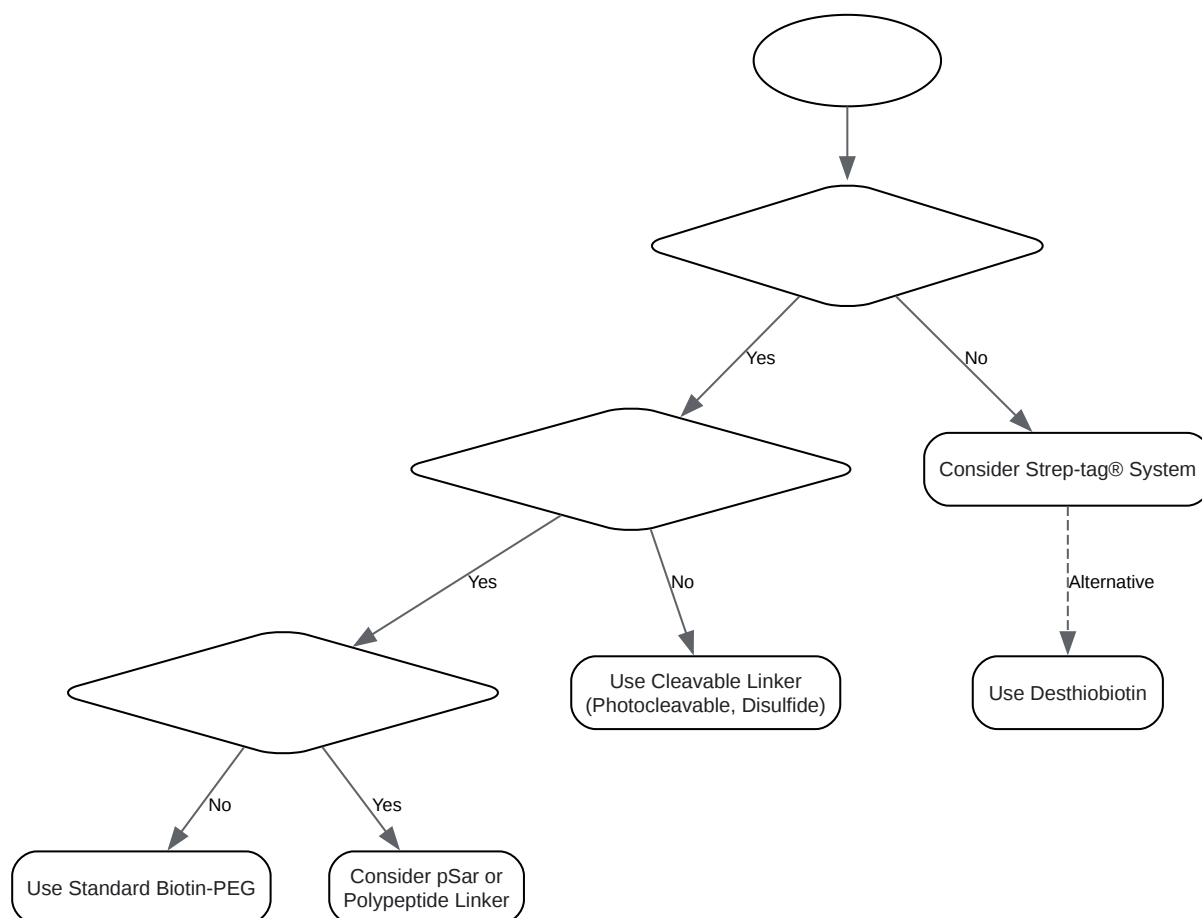 Yes
No
Consider Strep-tag® System
Yes
No
Alternative
Use Cleavable Linker
(Photocleavable, Disulfide)
Use Desthiobiotin
No
Yes
Use Standard Biotin-PEG
Consider pSar or
Polypeptide Linker